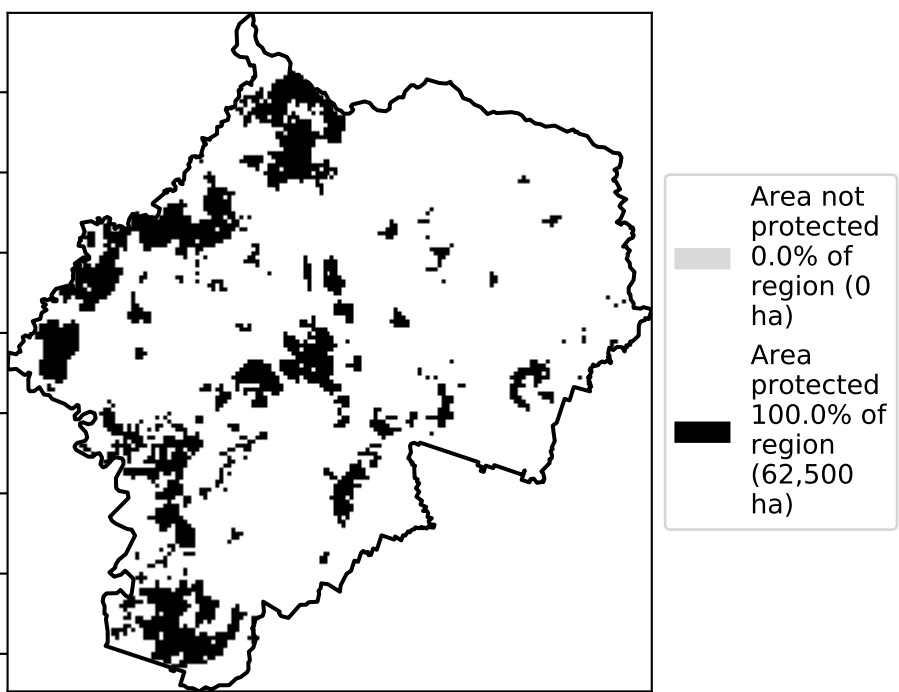 Area not
protected
0.0% of
region (0
ha)
Area
protected
100.0% of
region
(62,500
ha)